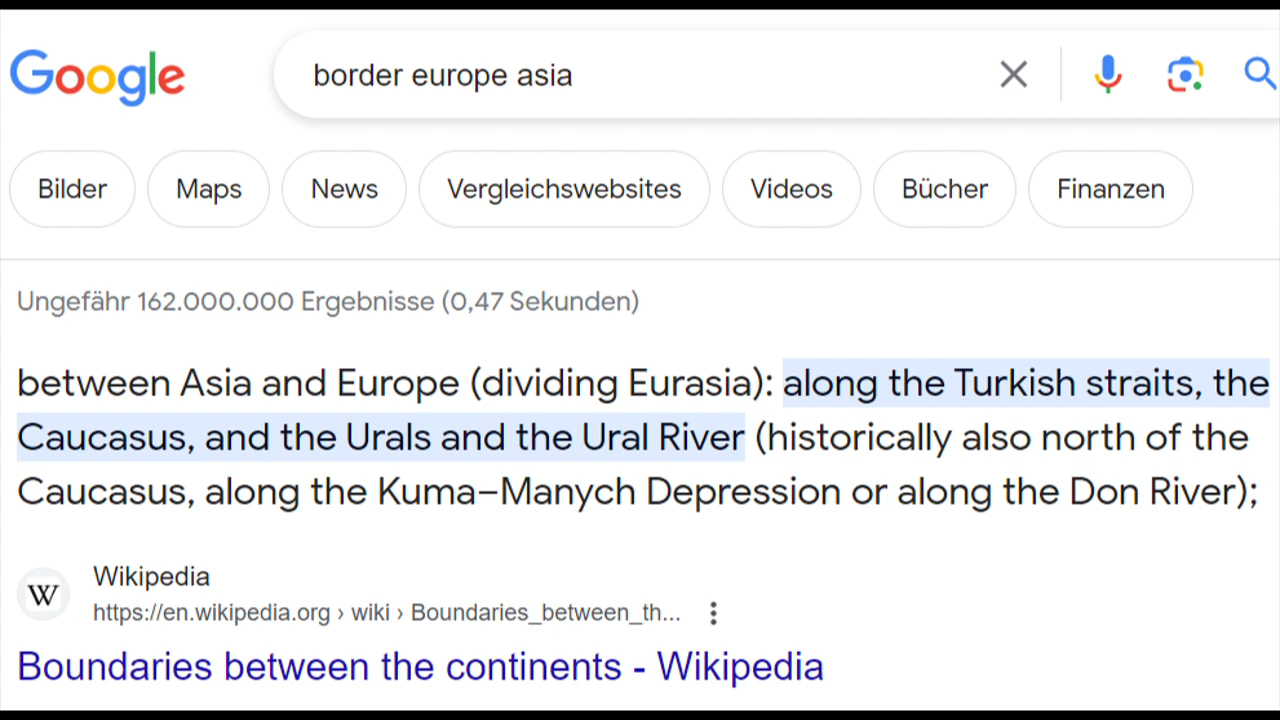 Google
border europe asia
Bilder Maps News Vergleichswebsites Videos Bücher Finanzen
Ungefähr 162.000.000 Ergebnisse (0,47 Sekunden)
between Asia and Europe (dividing Eurasia): along the Turkish straits, the
Caucasus, and the Urals and the Ural River (historically also north of the
Caucasus, along the Kuma–Manych Depression or along the Don River);
W
Wikipedia
https://en.wikipedia.org › wiki › Boundaries_between_th...
Boundaries between the continents - Wikipedia